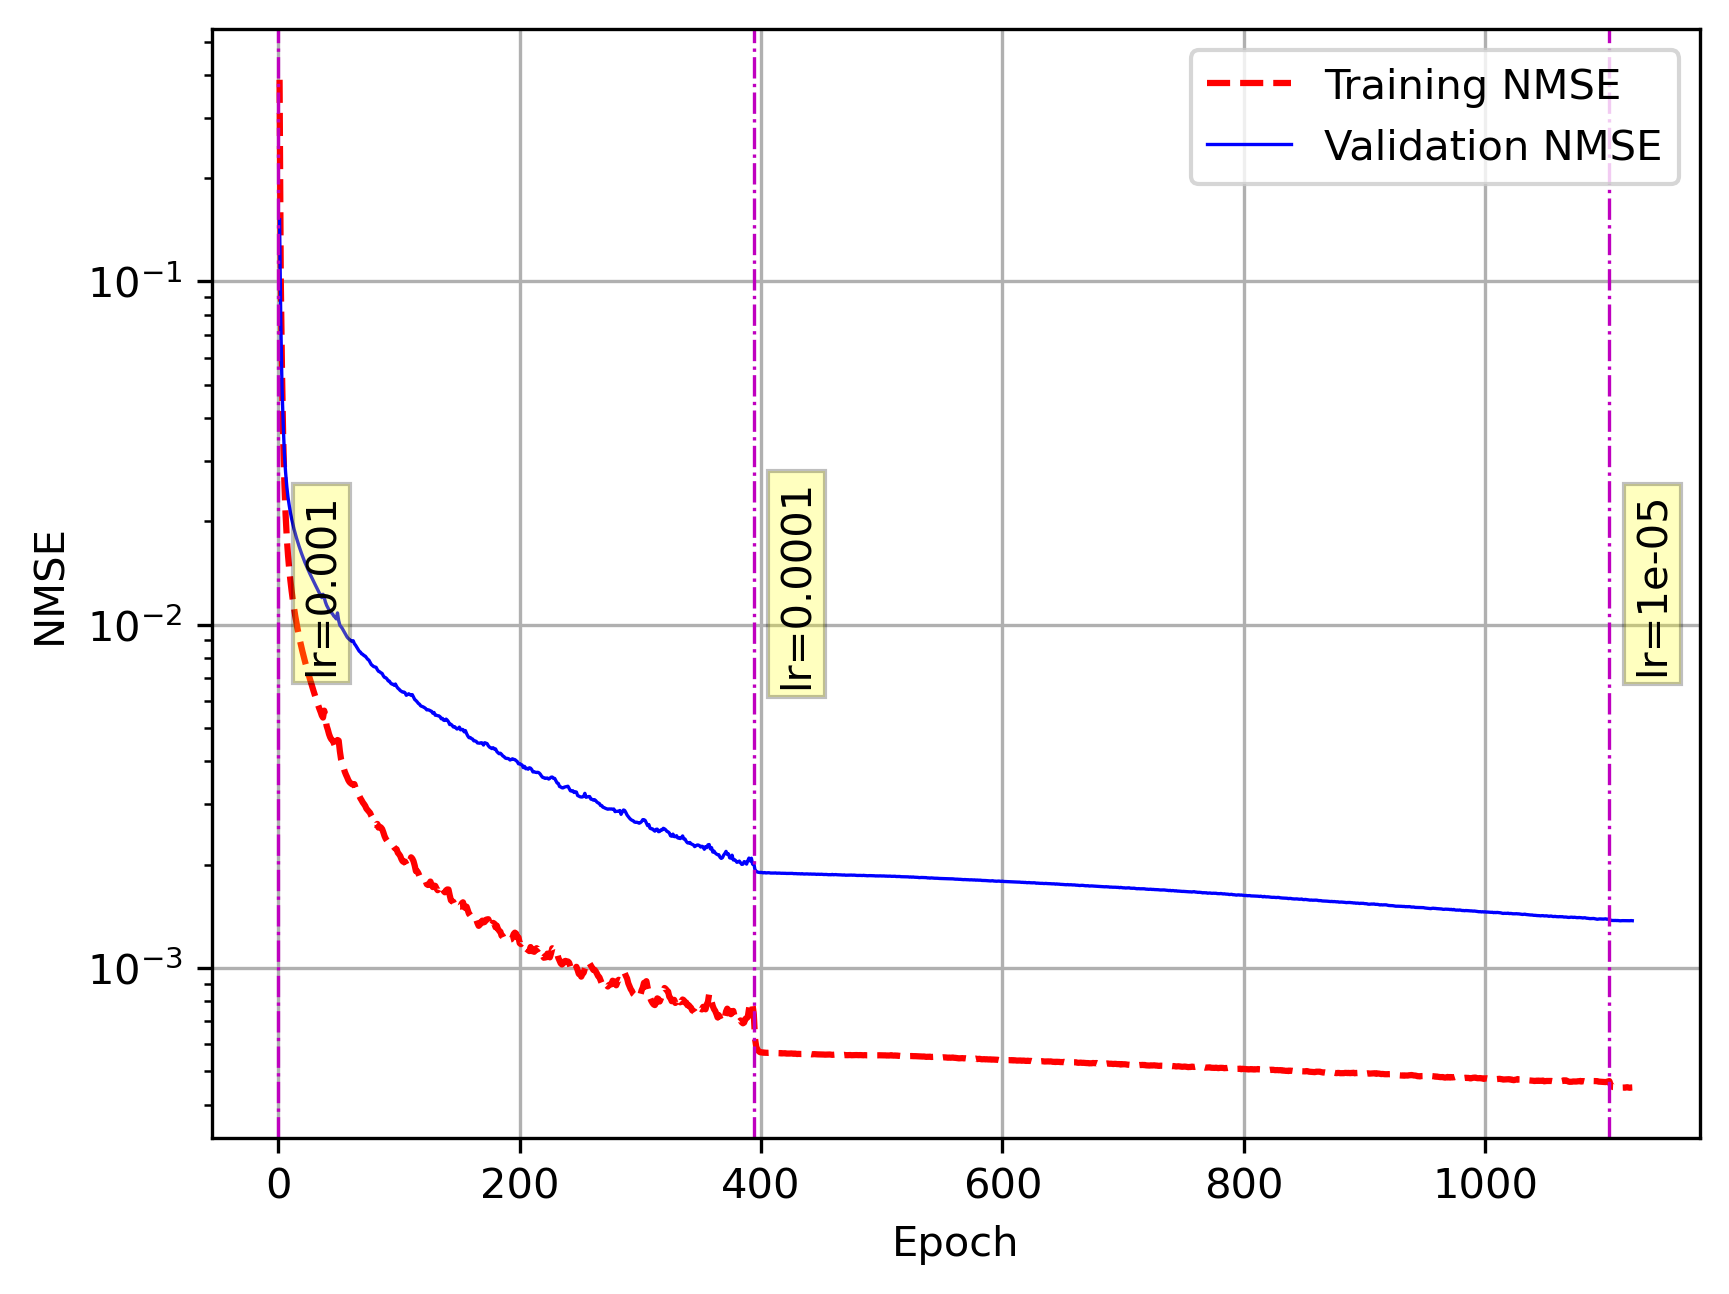 Training NMSE
Validation NMSE
10⁻¹
10⁻²
10⁻³
NMSE
lr=0.001
lr=0.0001
lr=1e-05
0 200 400 600 800 1000
Epoch